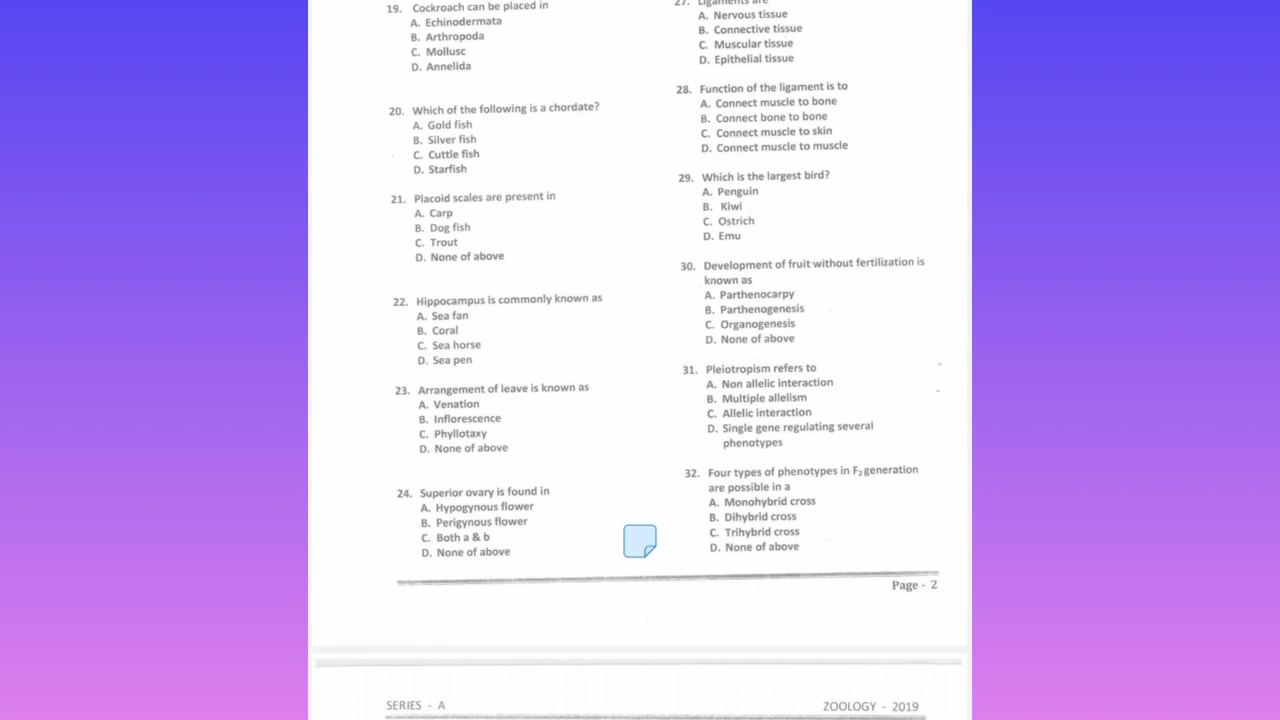 19. Cockroach can be placed in
A. Echinodermata
B. Arthropoda
C. Mollusc
D. Annelida
20. Which of the following is a chordate?
A. Gold fish
B. Silver fish
C. Cuttle fish
D. Starfish
21. Placoid scales are present in
A. Carp
B. Dog fish
C. Trout
D. None of above
22. Hippocampus is commonly known as
A. Sea fan
B. Coral
C. Sea horse
D. Sea pen
23. Arrangement of leave is known as
A. Venation
B. Inflorescence
C. Phyllotaxy
D. None of above
24. Superior ovary is found in
A. Hypogynous flower
B. Perigynous flower
C. Both a & b
D. None of above
27. Ligaments are
A. Nervous tissue
B. Connective tissue
C. Muscular tissue
D. Epithelial tissue
28. Function of the ligament is to
A. Connect muscle to bone
B. Connect bone to bone
C. Connect muscle to skin
D. Connect muscle to muscle
29. Which is the largest bird?
A. Penguin
B. Kiwi
C. Ostrich
D. Emu
30. Development of fruit without fertilization is
known as
A. Parthenocarpy
B. Parthenogenesis
C. Organogenesis
D. None of above
31. Pleiotropism refers to
A. Non allelic interaction
B. Multiple allelism
C. Allelic interaction
D. Single gene regulating several
phenotypes
32. Four types of phenotypes in F₂ generation
are possible in a
A. Monohybrid cross
B. Dihybrid cross
C. Trihybrid cross
D. None of above
Page - 2
SERIES - A
ZOOLOGY - 2019